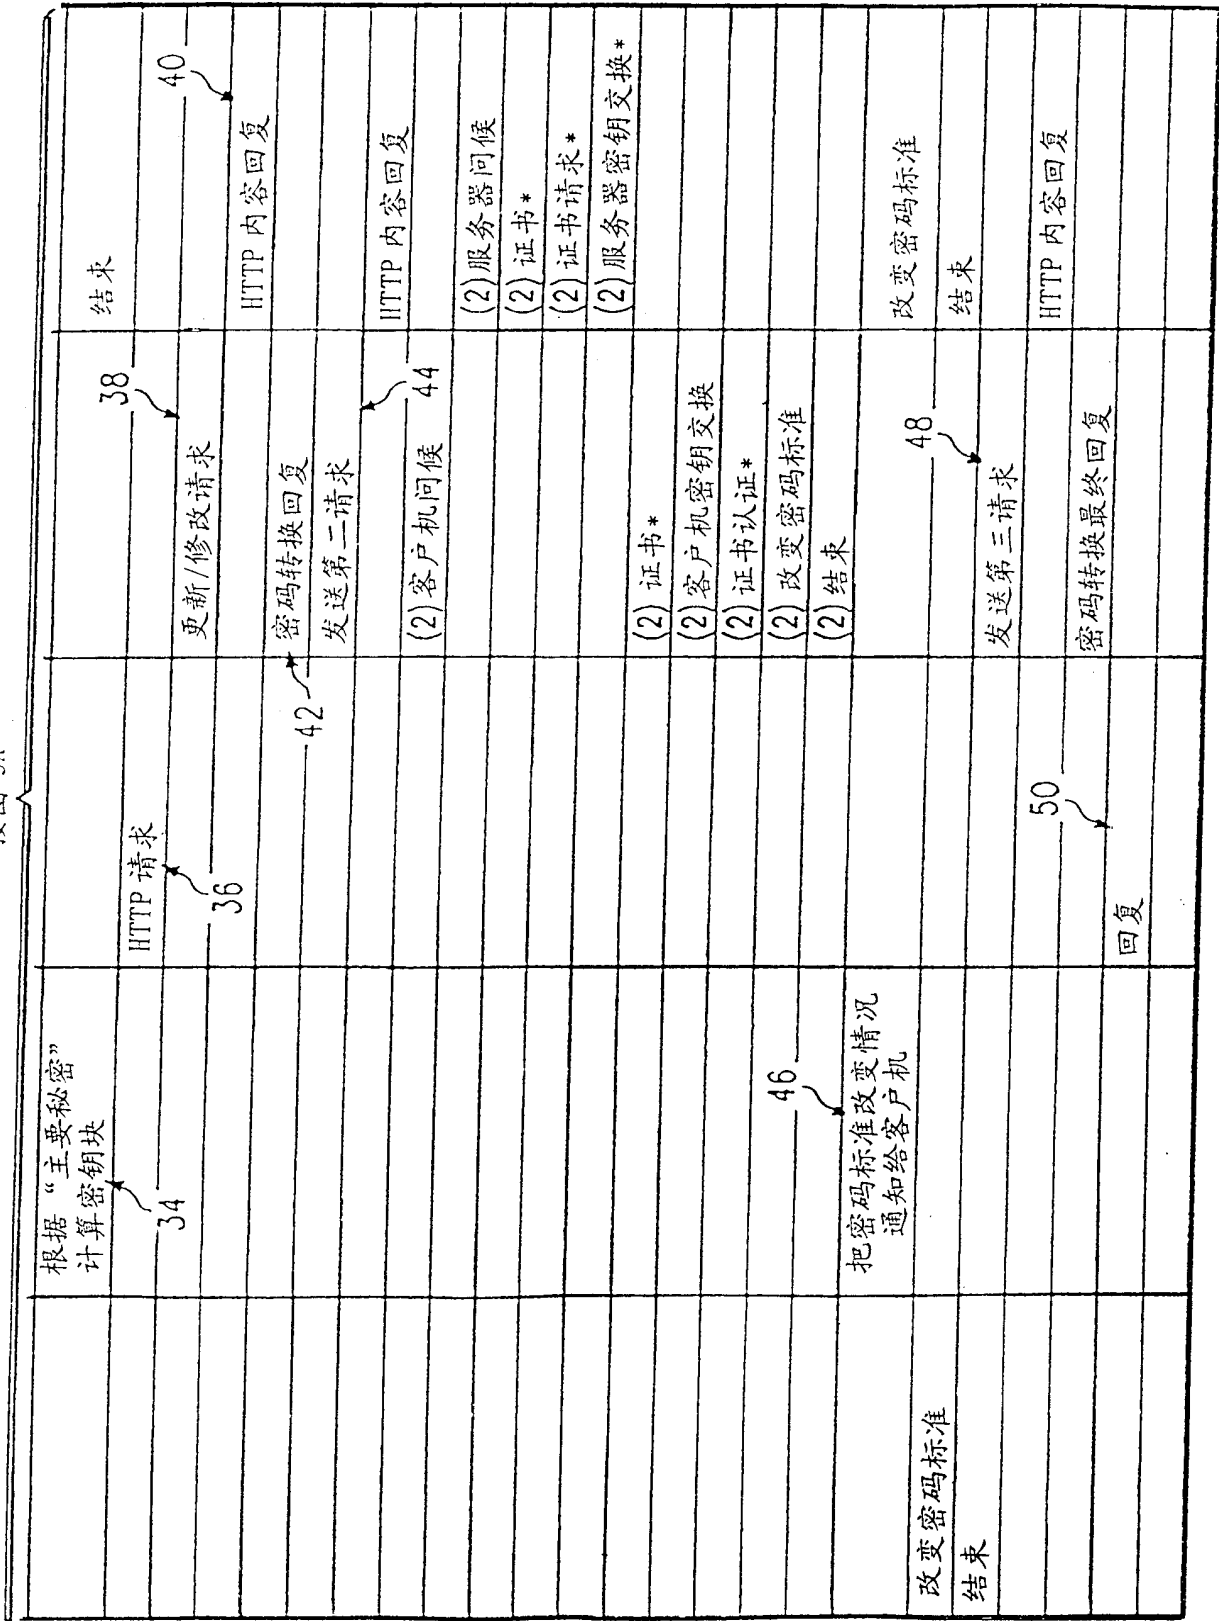 根据“主要秘密”
计算密钥块
结束
34
HTTP 请求
38
40
36
更新/修改请求
HTTP 内容回复
42
密码转换回复
发送第二请求
44
HTTP 内容回复
(2)客户机问候
(2)服务器问候
(2)证书*
(2)证书请求*
(2)服务器密钥交换*
(2)证书*
(2)客户机密钥交换
(2)证书认证*
(2)改变密码标准
(2)结束
46
把密码标准改变情况
通知给客户机
改变密码标准
改变密码标准
48
结束
结束
发送第三请求
50
HTTP 内容回复
密码转换最终回复
回复